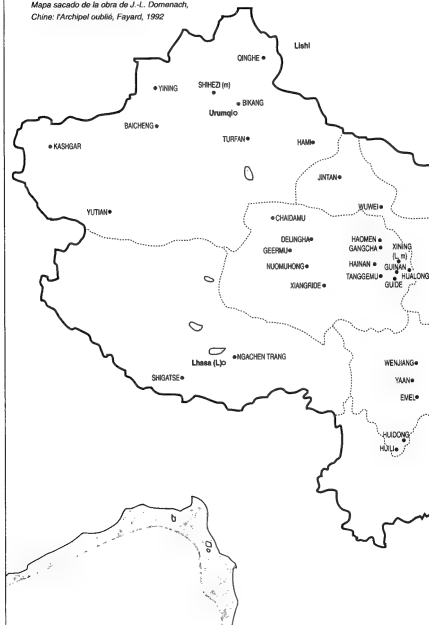 Mapa sacado de la obra de J.-L. Domenach,
Chine: l'Archipel oublié, Fayard, 1992
Lishi
QINGHE
YINING
SHIHEZI (m)
BIKANG
Urumqi
BAICHENG
TURFAN
HAMI
KASHGAR
JINTAN
YUTIAN
WUWEI
CHAIDAMU
DELINGHA
HAOMEN
GEERMU
GANGCHA
XINING
(L, m)
NUOMUHONG
HAINAN
GUINAN
HUALONG
TANGGEMU
GUIDE
XIANGRIDE
Lhasa (L)
NGACHEN TRANG
SHIGATSE
WENJIANG
YAAN
EMEI
HUIDONG
HUILI